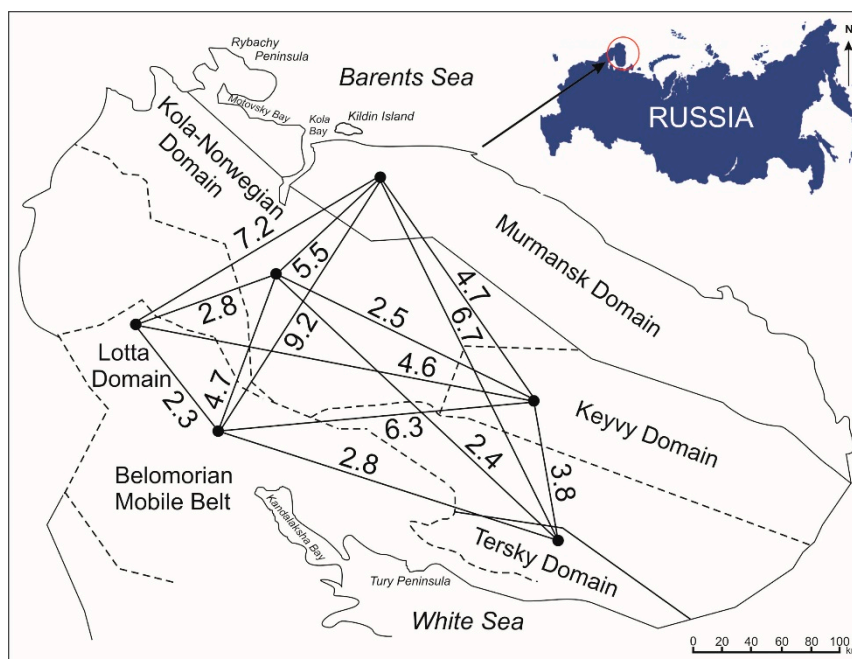 Rybachy
Peninsula
Motovsky Bay
Kola
Bay
Kildin Island
Barents Sea
N
RUSSIA
Kola-Norwegian
Domain
Murmansk Domain
7.2
5.5
9.2
4.7
6.7
2.8
2.5
4.6
Lotta
Domain
2.3
4.7
6.3
2.8
2.4
3.8
Keyvy Domain
Belomorian
Mobile Belt
Kandalaksha Bay
Tersky Domain
Tury Peninsula
White Sea
0 20 40 60 80 100